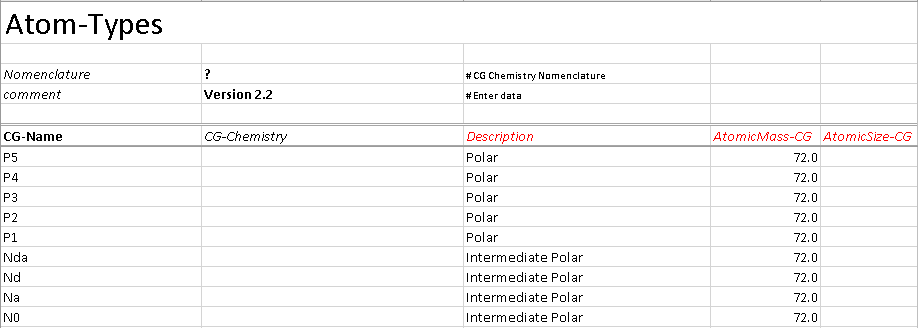 Atom-Types
Nomenclature ? # CG Chemistry Nomenclature
comment Version 2.2 # Enter data
CG-Name CG-Chemistry Description AtomicMass-CG AtomicSize-CG
P5 Polar 72.0
P4 Polar 72.0
P3 Polar 72.0
P2 Polar 72.0
P1 Polar 72.0
Nda Intermediate Polar 72.0
Nd Intermediate Polar 72.0
Na Intermediate Polar 72.0
N0 Intermediate Polar 72.0